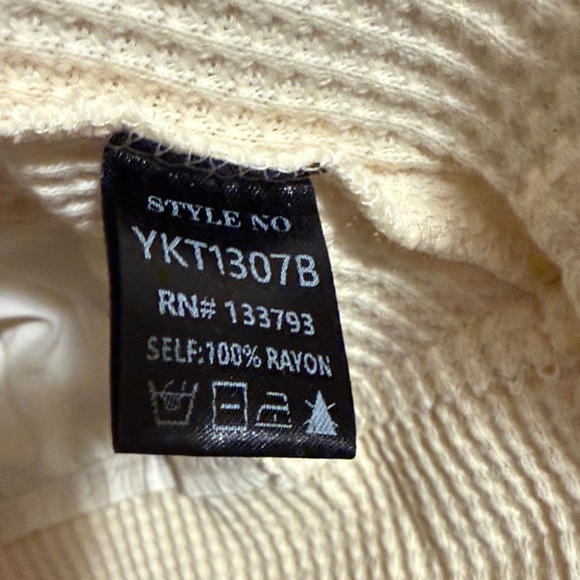 STYLE NO
YKT1307B
RN# 133793
SELF:100% RAYON